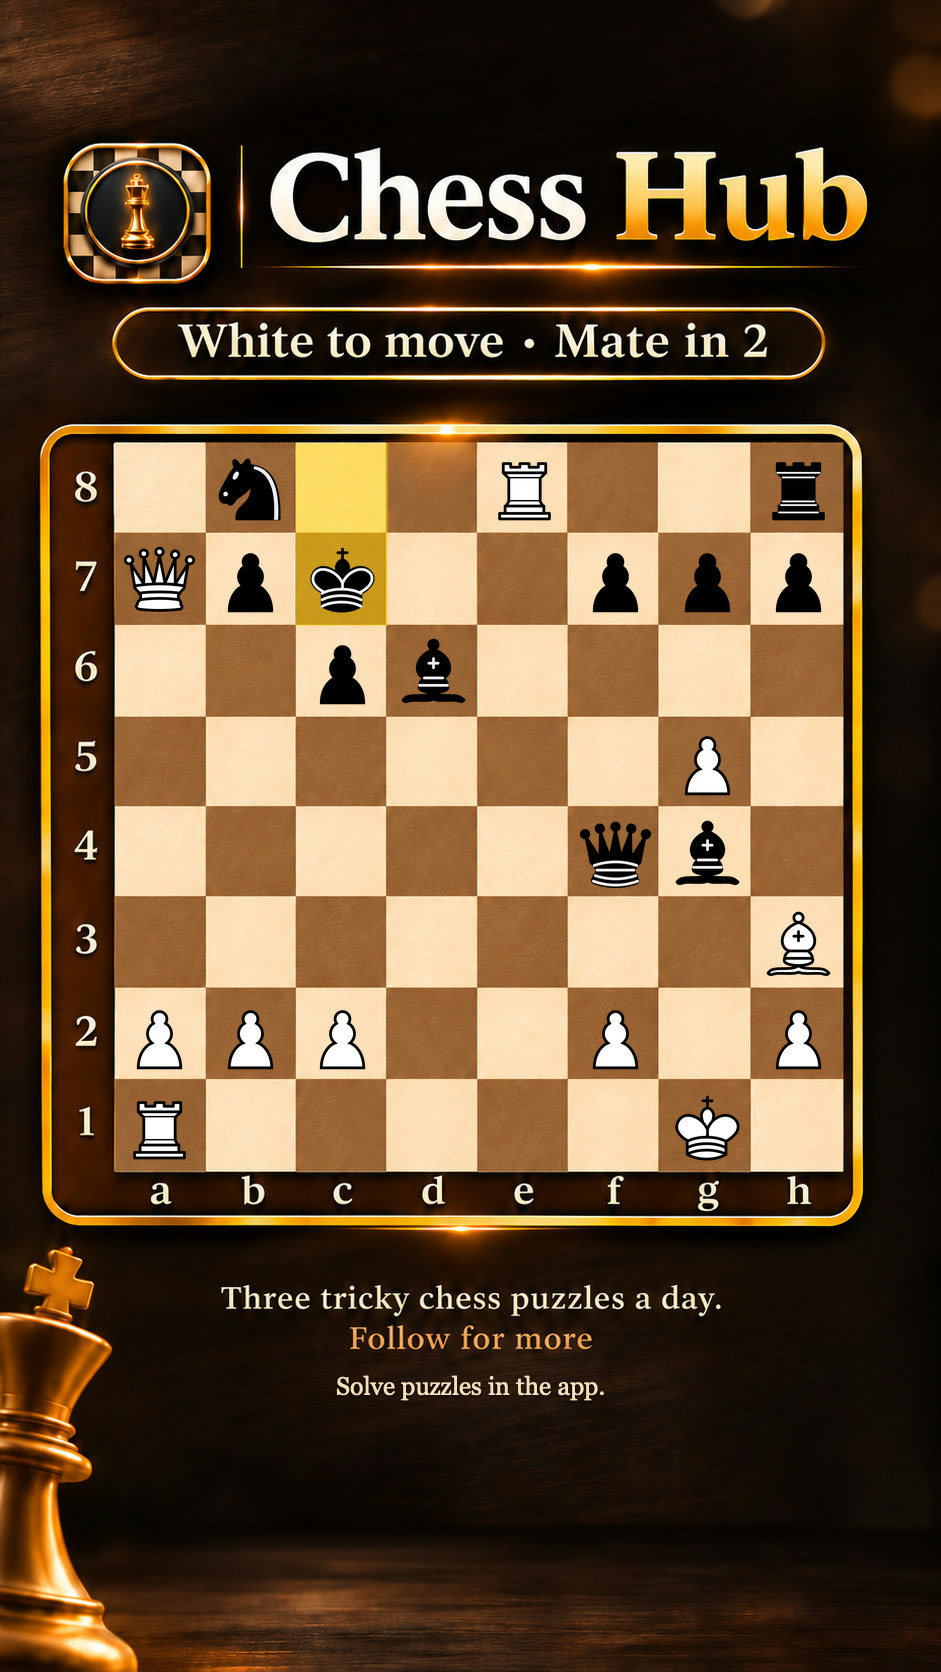 Chess Hub
White to move • Mate in 2
8
7
6
5
4
3
2
1
a b c d e f g h
Three tricky chess puzzles a day.
Follow for more
Solve puzzles in the app.